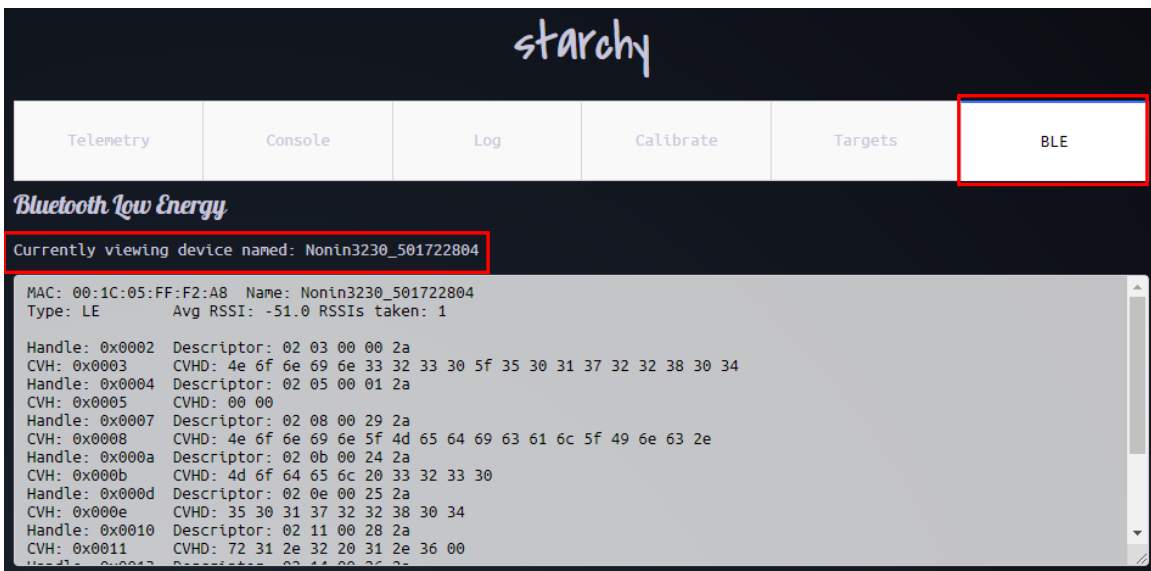 starchy
Telemetry Console Log Calibrate Targets BLE
Bluetooth Low Energy
Currently viewing device named: Nonin3230_501722804
MAC: 00:1C:05:FF:F2:A8 Name: Nonin3230_501722804
Type: LE Avg RSSI: -51.0 RSSIs taken: 1
Handle: 0x0002 Descriptor: 02 03 00 00 2a
CVH: 0x0003 CVHD: 4e 6f 6e 69 6e 33 32 33 30 5f 35 30 31 37 32 32 38 30 34
Handle: 0x0004 Descriptor: 02 05 00 01 2a
CVH: 0x0005 CVHD: 00 00
Handle: 0x0007 Descriptor: 02 08 00 29 2a
CVH: 0x0008 CVHD: 4e 6f 6e 69 6e 5f 4d 65 64 69 63 61 6c 5f 49 6e 63 2e
Handle: 0x000a Descriptor: 02 0b 00 24 2a
CVH: 0x000b CVHD: 4d 6f 64 65 6c 20 33 32 33 30
Handle: 0x000d Descriptor: 02 0e 00 25 2a
CVH: 0x000e CVHD: 35 30 31 37 32 32 38 30 34
Handle: 0x0010 Descriptor: 02 11 00 28 2a
CVH: 0x0011 CVHD: 72 31 2e 32 20 31 2e 36 00